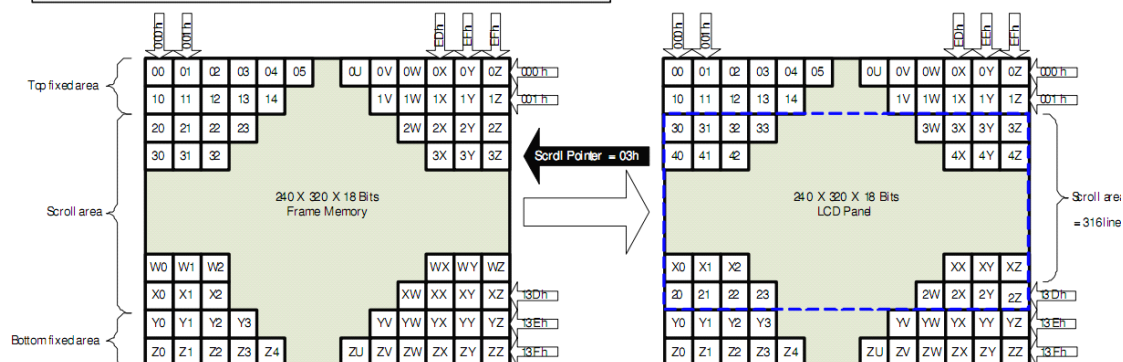 000h 001h EDh EFh EFh 000h 001h EDh EEh EFh
00 01 02 03 04 05 0U 0V 0W 0X 0Y 0Z 000 h 00 01 02 03 04 05 0U 0V 0W 0X 0Y 0Z 000 h
Top fixed area
10 11 12 13 14 1V 1W 1X 1Y 1Z 001 h 10 11 12 13 14 1V 1W 1X 1Y 1Z 001 h
20 21 22 23 2W 2X 2Y 2Z 30 31 32 33 3W 3X 3Y 3Z
30 31 32 3X 3Y 3Z Scroll Pointer = 03h 40 41 42 4X 4Y 4Z
240 X 320 X 18 Bits 240 X 320 X 18 Bits Scroll area
Scroll area Frame Memory LCD Panel
= 316 line
W0 W1 W2 WX WY WZ X0 X1 X2 XX XY XZ
X0 X1 X2 XW XX XY XZ 13Dh 20 21 22 23 2W 2X 2Y 2Z 13Dh
Y0 Y1 Y2 Y3 YV YW YX YY YZ 13Eh Y0 Y1 Y2 Y3 YV YW YX YY YZ 13Eh
Bottom fixed area
Z0 Z1 Z2 Z3 Z4 ZU ZV ZW ZX ZY ZZ 13Fh Z0 Z1 Z2 Z3 Z4 ZU ZV ZW ZX ZY ZZ 13Fh